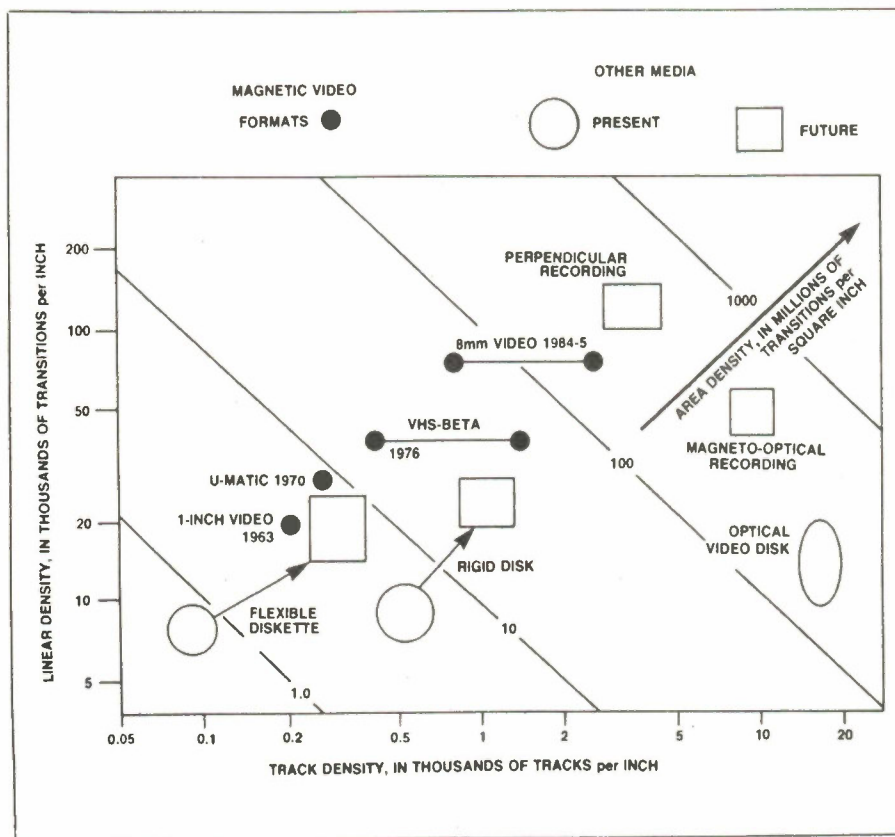 OTHER MEDIA
MAGNETIC VIDEO
FORMATS
PRESENT
FUTURE
LINEAR DENSITY, IN THOUSANDS OF TRANSITIONS per INCH
200
100
50
20
10
5
PERPENDICULAR
RECORDING
1000
AREA DENSITY, IN MILLIONS OF
TRANSITIONS per
SQUARE INCH
8mm VIDEO 1984-5
VHS-BETA
1976
MAGNETO-OPTICAL
RECORDING
100
U-MATIC 1970
1-INCH VIDEO
1963
OPTICAL
VIDEO DISK
RIGID DISK
FLEXIBLE
DISKETTE
10
1.0
0.05
0.1
0.2
0.5
1
2
5
10
20
TRACK DENSITY, IN THOUSANDS OF TRACKS per INCH